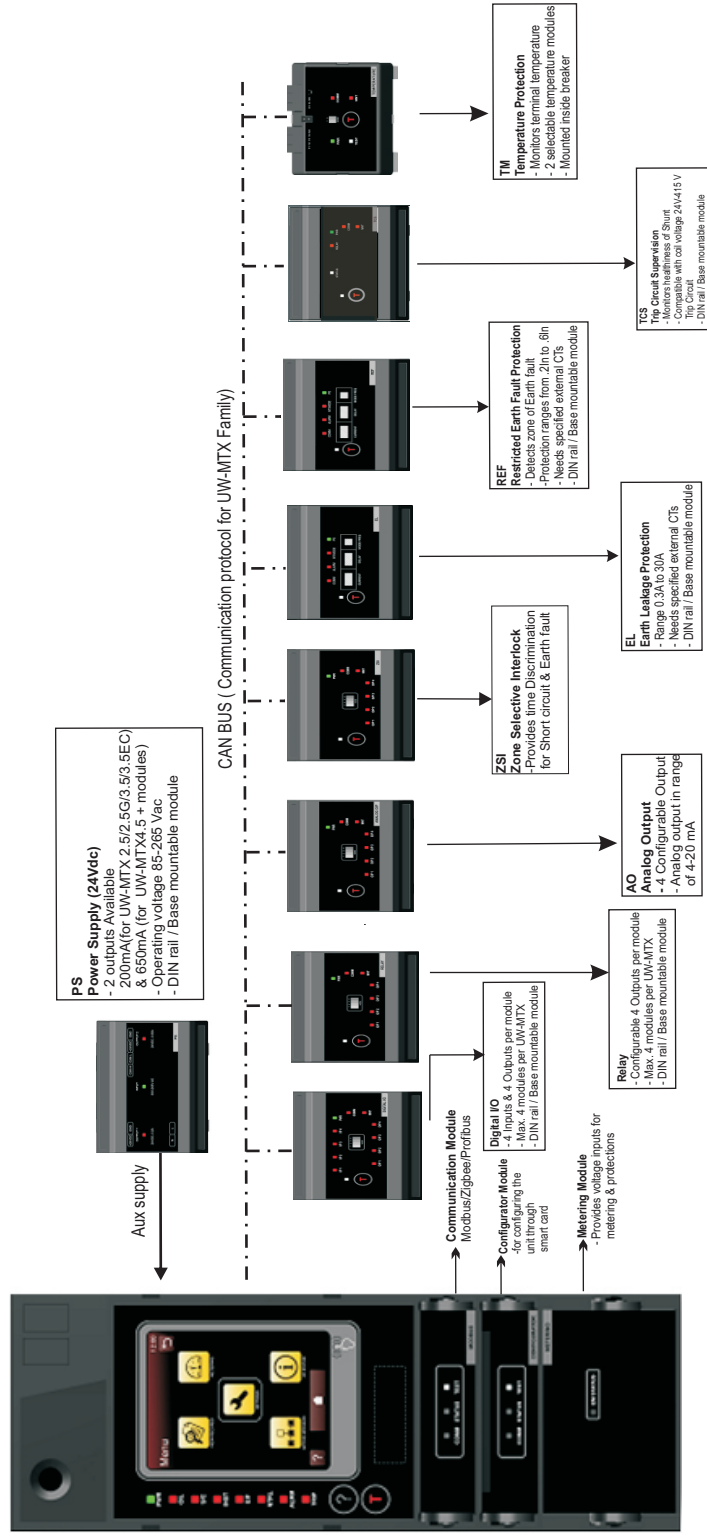 PS
Power Supply (24Vdc)
- 2 outputs Available
200mA(for UW-MTX 2.5/2.5G/3.5/3.5EC)
& 650mA (for UW-MTX4.5 + modules)
- Operating voltage 85-265 Vac
- DIN rail / Base mountable module
Aux supply
CAN BUS ( Communication protocol for UW-MTX Family)
Menu
12:00
?
PWR
O/L
S/C
INST
E/F
ALRM
TRIP
?
T
Communication Module
Modbus/Zigbee/Profibus
Configurator Module
-for configuring the
unit through
smart card
Metering Module
- Provides voltage inputs for
metering & protections
Digital I/O
- 4 Inputs & 4 Outputs per module
- Max. 4 modules per UW-MTX
- DIN rail / Base mountable module
Relay
- Configurable 4 Outputs per module
- Max. 4 modules per UW-MTX
- DIN rail / Base mountable module
AO
Analog Output
- 4 Configurable Output
- Analog output in range
of 4-20 mA
ZSI
Zone Selective Interlock
- Provides time Discrimination
for Short circuit & Earth fault
EL
Earth Leakage Protection
- Range 0.3A to 30A
- Needs specified external CTs
- DIN rail / Base mountable module
REF
Restricted Earth Fault Protection
- Detects zone of Earth fault
-Protection ranges from .2In to .6In
- Needs specified external CTs
- DIN rail / Base mountable module
TCS
Trip Circuit Supervision
- Monitors healthiness of Shunt
- Compatible with coil voltage 24V-415 V
Trip Circuit
- DIN rail / Base mountable module
TM
Temperature Protection
- Monitors terminal temperature
- 2 selectable temperature modules
- Mounted inside breaker